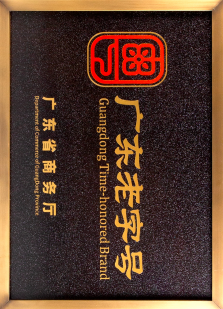 广东老字号
Guangdong Time-honored Brand
广东省商务厅
Department of Commerce of GuangDong Province